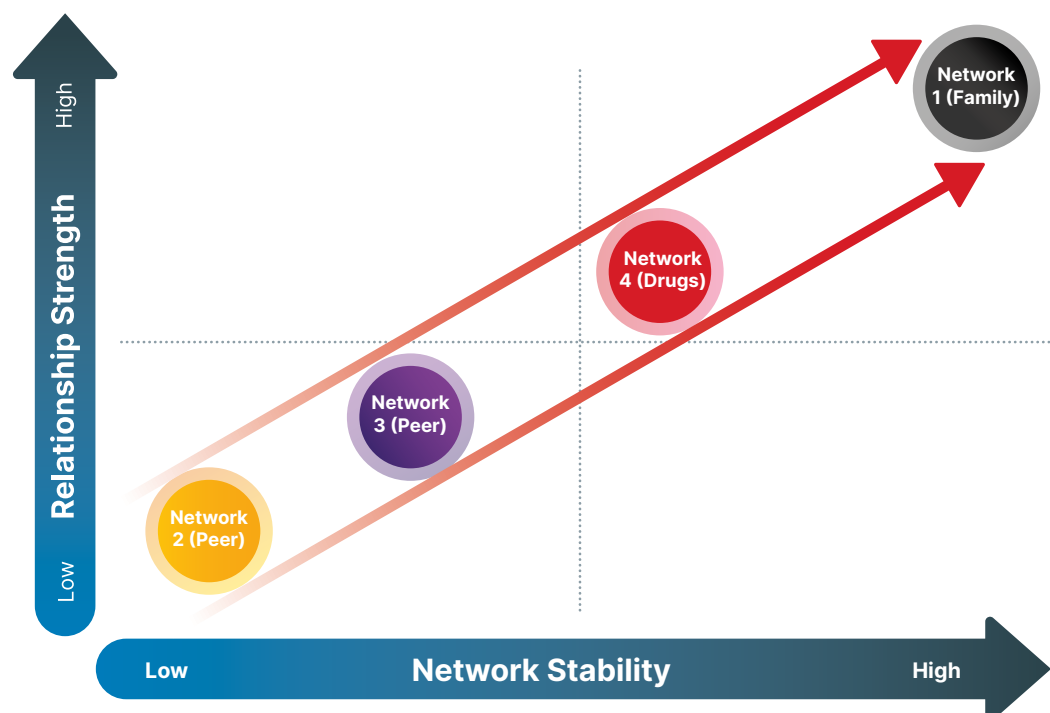 High
Relationship Strength
Low
Network
1 (Family)
Network
4 (Drugs)
Network
3 (Peer)
Network
2 (Peer)
Low
Network Stability
High